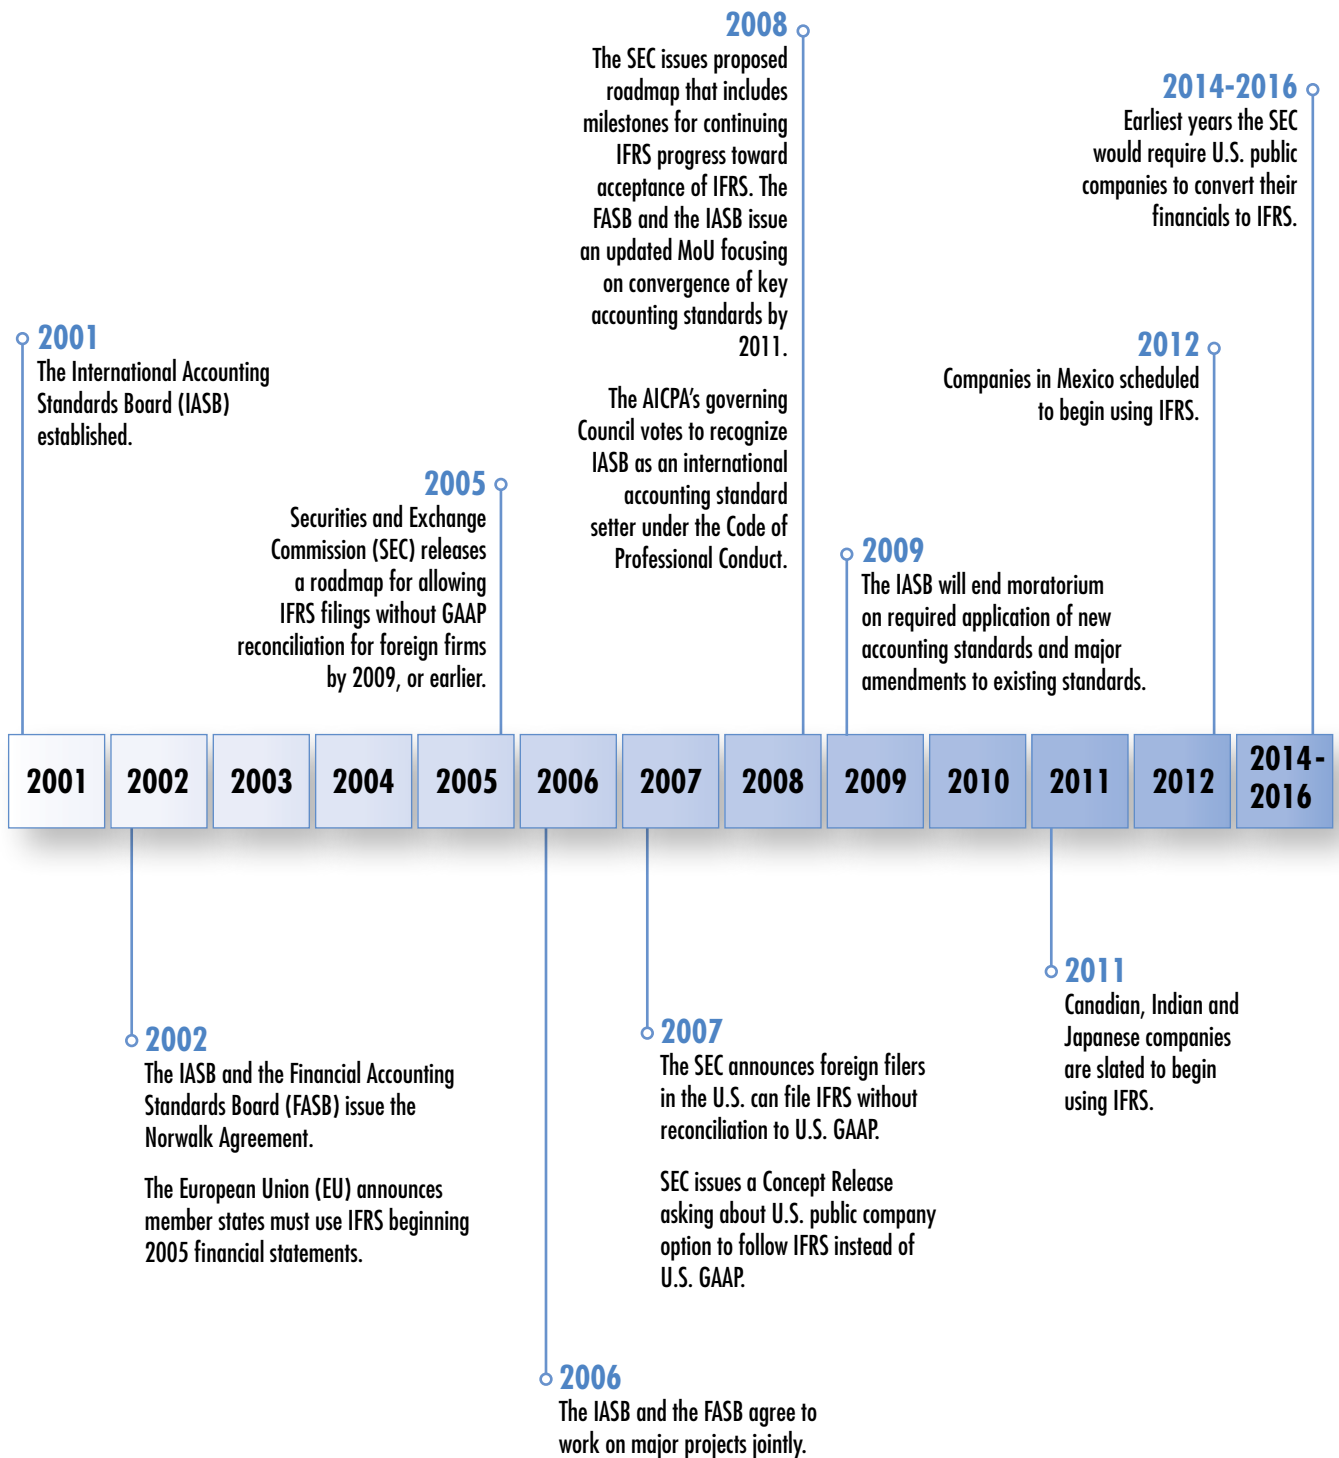 2008
The SEC issues proposed
roadmap that includes
milestones for continuing
IFRS progress toward
acceptance of IFRS. The
FASB and the IASB issue
an updated MoU focusing
on convergence of key
accounting standards by
2011.
The AICPA's governing
Council votes to recognize
IASB as an international
accounting standard
setter under the Code of
Professional Conduct.
2014-2016
Earliest years the SEC
would require U.S. public
companies to convert their
financials to IFRS.
2001
The International Accounting
Standards Board (IASB)
established.
2012
Companies in Mexico scheduled
to begin using IFRS.
2005
Securities and Exchange
Commission (SEC) releases
a roadmap for allowing
IFRS filings without GAAP
reconciliation for foreign firms
by 2009, or earlier.
2009
The IASB will end moratorium
on required application of new
accounting standards and major
amendments to existing standards.
2001
2002
2003
2004
2005
2006
2007
2008
2009
2010
2011
2012
2014-
2016
2002
The IASB and the Financial Accounting
Standards Board (FASB) issue the
Norwalk Agreement.
The European Union (EU) announces
member states must use IFRS beginning
2005 financial statements.
2007
The SEC announces foreign filers
in the U.S. can file IFRS without
reconciliation to U.S. GAAP.
SEC issues a Concept Release
asking about U.S. public company
option to follow IFRS instead of
U.S. GAAP.
2011
Canadian, Indian and
Japanese companies
are slated to begin
using IFRS.
2006
The IASB and the FASB agree to
work on major projects jointly.